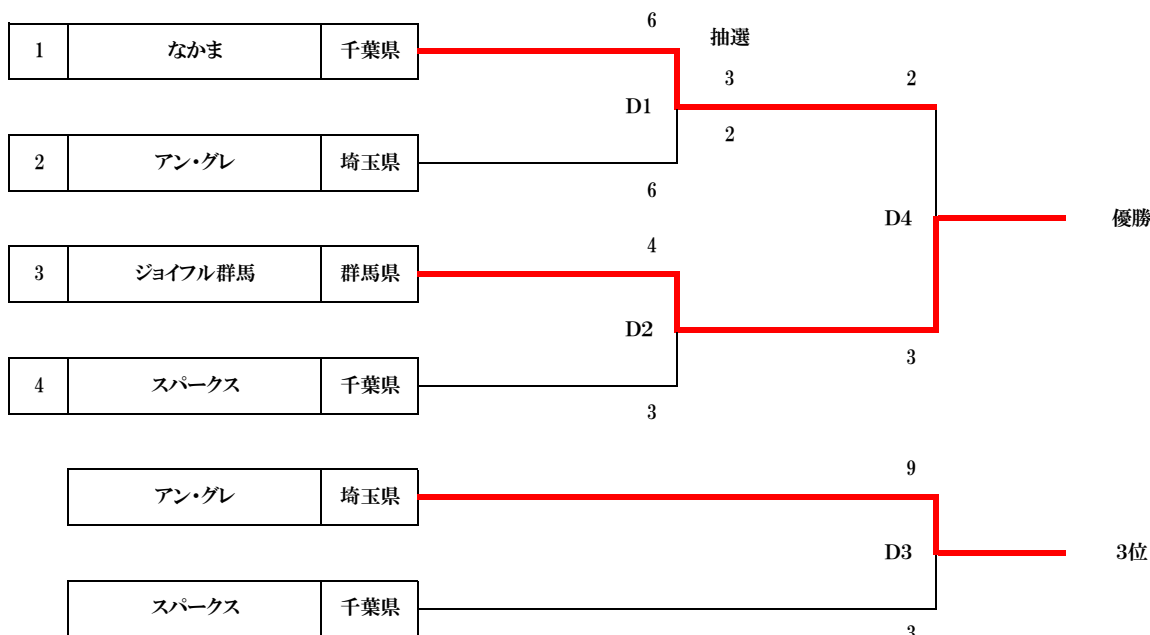 6
1 なかま 千葉県
抽選
3 2
D1
2
2 アン・グレ 埼玉県
6
D4 優勝
4
3 ジョイフル群馬 群馬県
D2
3
4 スパークス 千葉県
3
9
アン・グレ 埼玉県
D3 3位
スパークス 千葉県
3